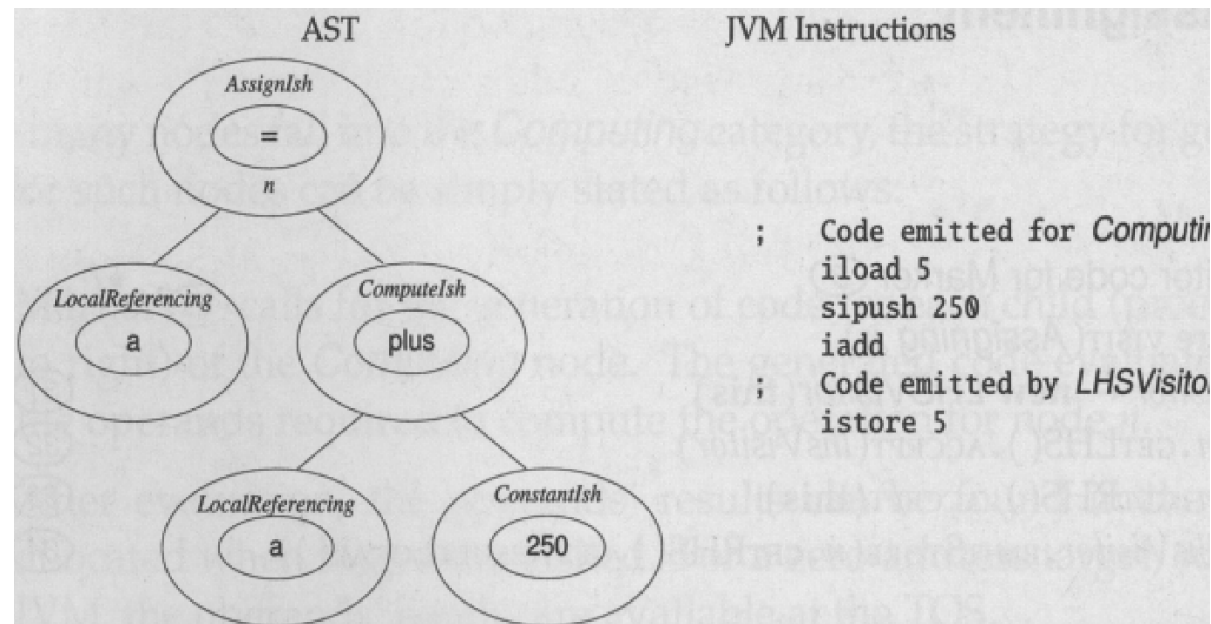 AST
JVM Instructions
AssignIsh
=
n
; Code emitted for
iload 5
LocalReferencing
ComputeIsh
a
plus
sipush 250
iadd
; Code emitted by
istore 5
LocalReferencing
ConstantIsh
a
250